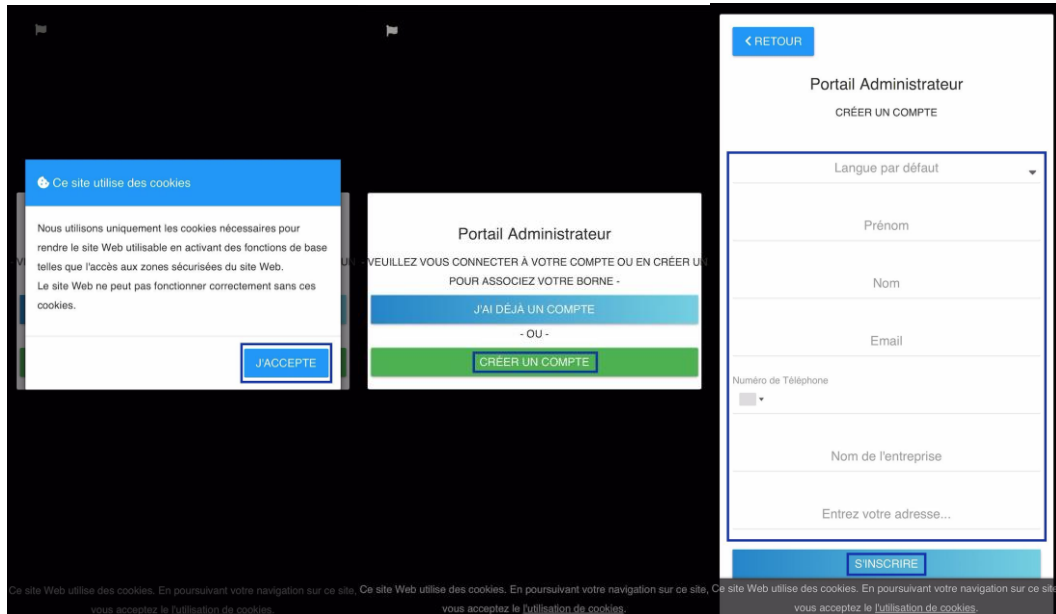 Ce site utilise des cookies
Nous utilisons uniquement les cookies nécessaires pour
rendre le site Web utilisable en activant des fonctions de base
telles que l'accès aux zones sécurisées du site Web.
Le site Web ne peut pas fonctionner correctement sans ces
cookies.
J'ACCEPTE
Ce site Web utilise des cookies. En poursuivant votre navigation sur ce site,
vous acceptez le l'utilisation de cookies.
Portail Administrateur
- VEUILLEZ VOUS CONNECTER À VOTRE COMPTE OU EN CRÉER UN
POUR ASSOCIEZ VOTRE BORNE -
J'AI DÉJÀ UN COMPTE
- OU -
CRÉER UN COMPTE
Ce site Web utilise des cookies. En poursuivant votre navigation sur ce site,
vous acceptez le l'utilisation de cookies.
RETOUR
Portail Administrateur
CRÉER UN COMPTE
Langue par défaut
Prénom
Nom
Email
Numéro de Téléphone
Nom de l'entreprise
Entrez votre adresse...
S'INSCRIRE
Ce site Web utilise des cookies. En poursuivant votre navigation sur ce site
vous acceptez le l'utilisation de cookies.